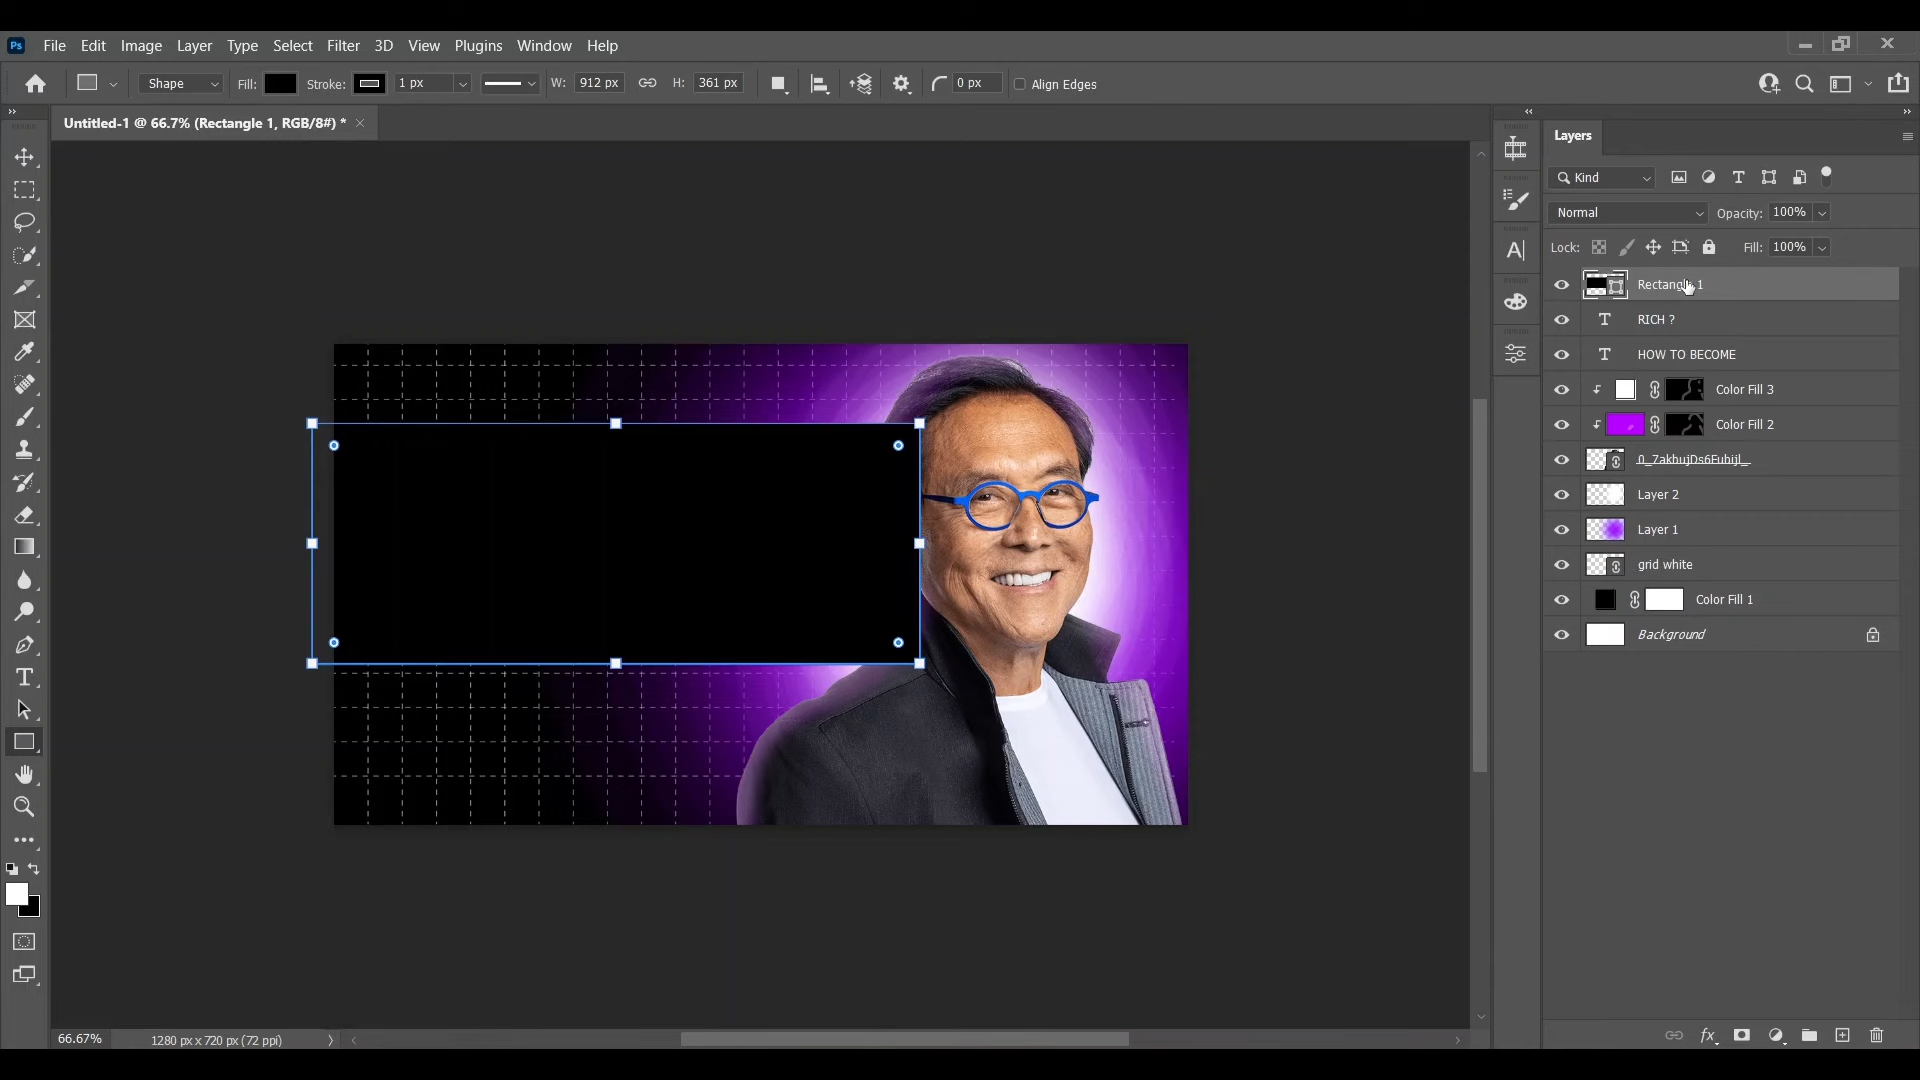 Ps File Edit Image Layer Type Select Filter 3D View Plugins Window Help
Shape Fill: Stroke: 1 px W: 912 px H: 361 px 0 px Align Edges
Untitled-1 @ 66.7% (Rectangle 1, RGB/8#) *
Layers
Kind
Normal Opacity: 100%
Lock: Fill: 100%
Rectangle 1
RICH ?
HOW TO BECOME
Color Fill 3
Color Fill 2
0_7akbujDs6Fubijl_
Layer 2
Layer 1
grid white
Color Fill 1
Background
66.67% 1280 px x 720 px (72 ppi)